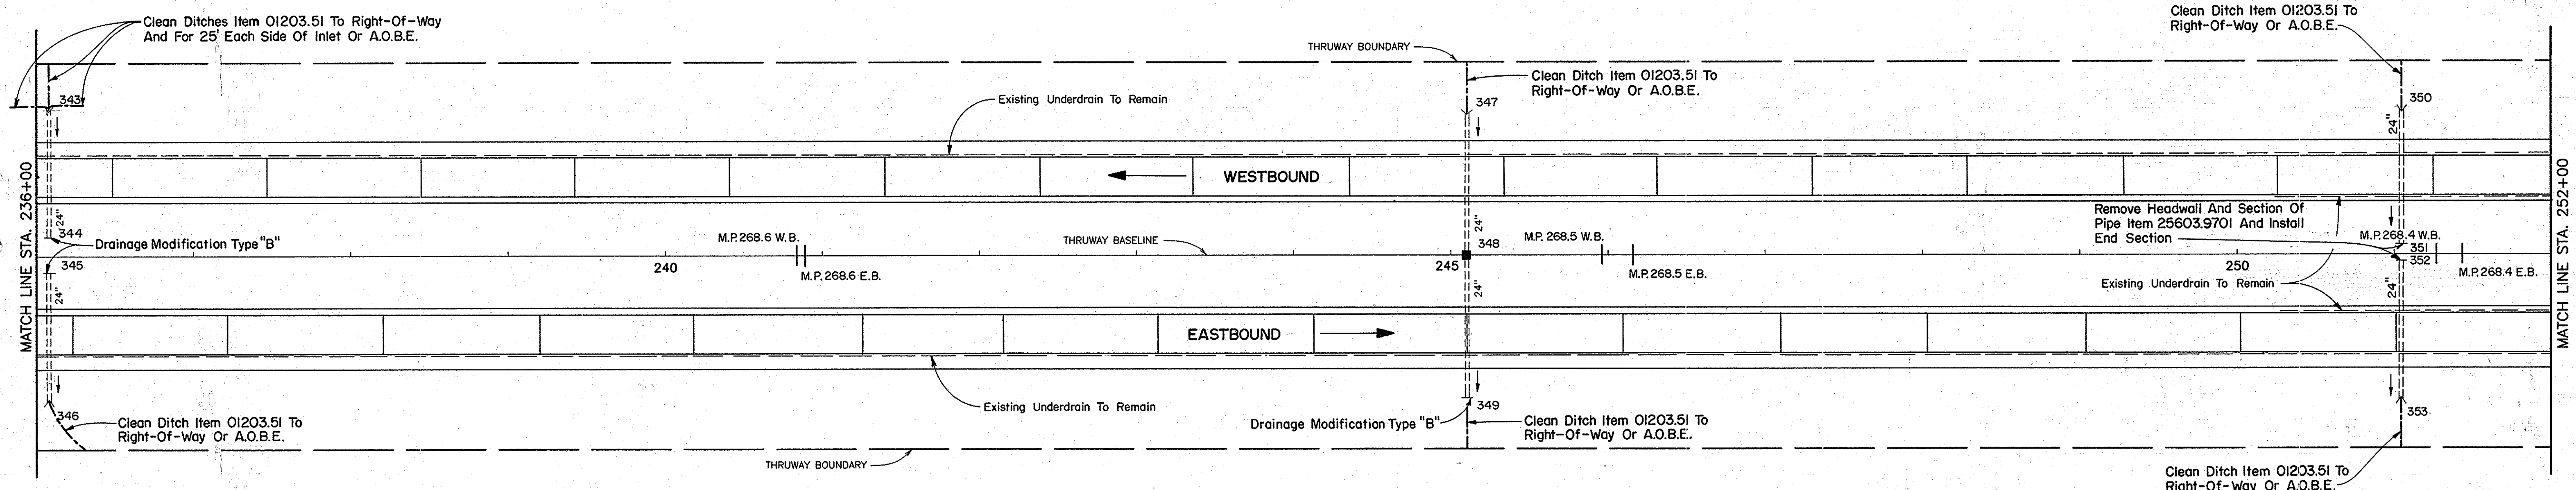 Clean Ditches Item 01203.51 To Right-Of-Way
And For 25' Each Side Of Inlet Or A.O.B.E.
Clean Ditch Item 01203.51 To
Right-Of-Way Or A.O.B.E.
THRUWAY BOUNDARY
Clean Ditch Item 01203.51 To
Right-Of-Way Or A.O.B.E.
343
Existing Underdrain To Remain
347
350
24"
MATCH LINE STA. 236+00
WESTBOUND
MATCH LINE STA. 252+00
24"
344
Drainage Modification Type "B"
345
24"
M.P. 268.6 W.B.
240
M.P. 268.6 E.B.
THRUWAY BASELINE
24"
245
348
24"
M.P. 268.5 W.B.
M.P. 268.5 E.B.
Remove Headwall And Section Of
Pipe Item 25603.9701 And Install
End Section
M.P. 268.4 W.B.
351
352
250
M.P. 268.4 E.B.
Existing Underdrain To Remain
24"
EASTBOUND
346
Clean Ditch Item 01203.51 To
Right-Of-Way Or A.O.B.E.
Existing Underdrain To Remain
349
Drainage Modification Type "B"
Clean Ditch Item 01203.51 To
Right-Of-Way Or A.O.B.E.
353
THRUWAY BOUNDARY
Clean Ditch Item 01203.51 To
Right-Of-Way Or A.O.B.E.